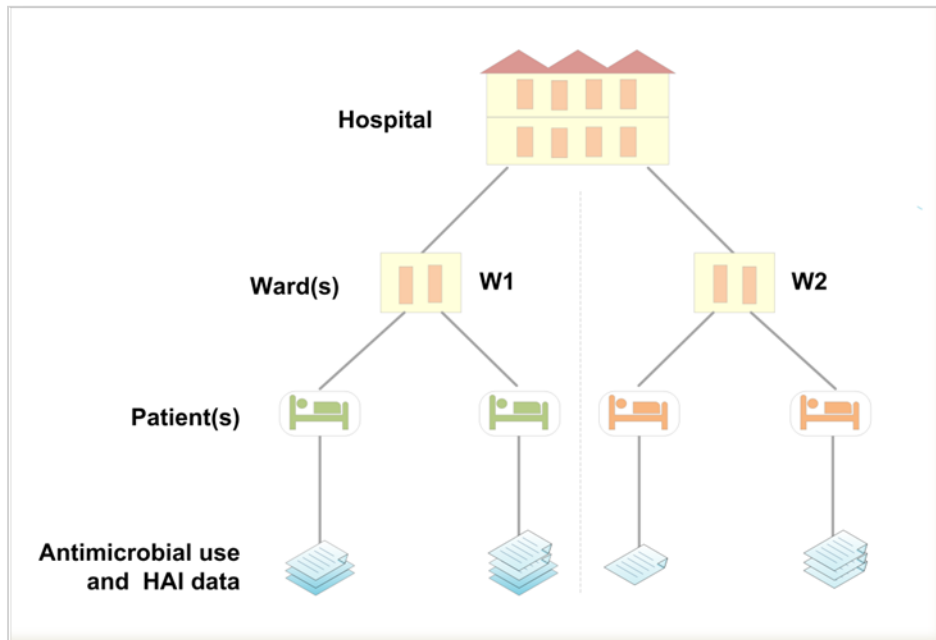 Hospital
Ward(s)
W1
W2
Patient(s)
Antimicrobial use
and HAI data